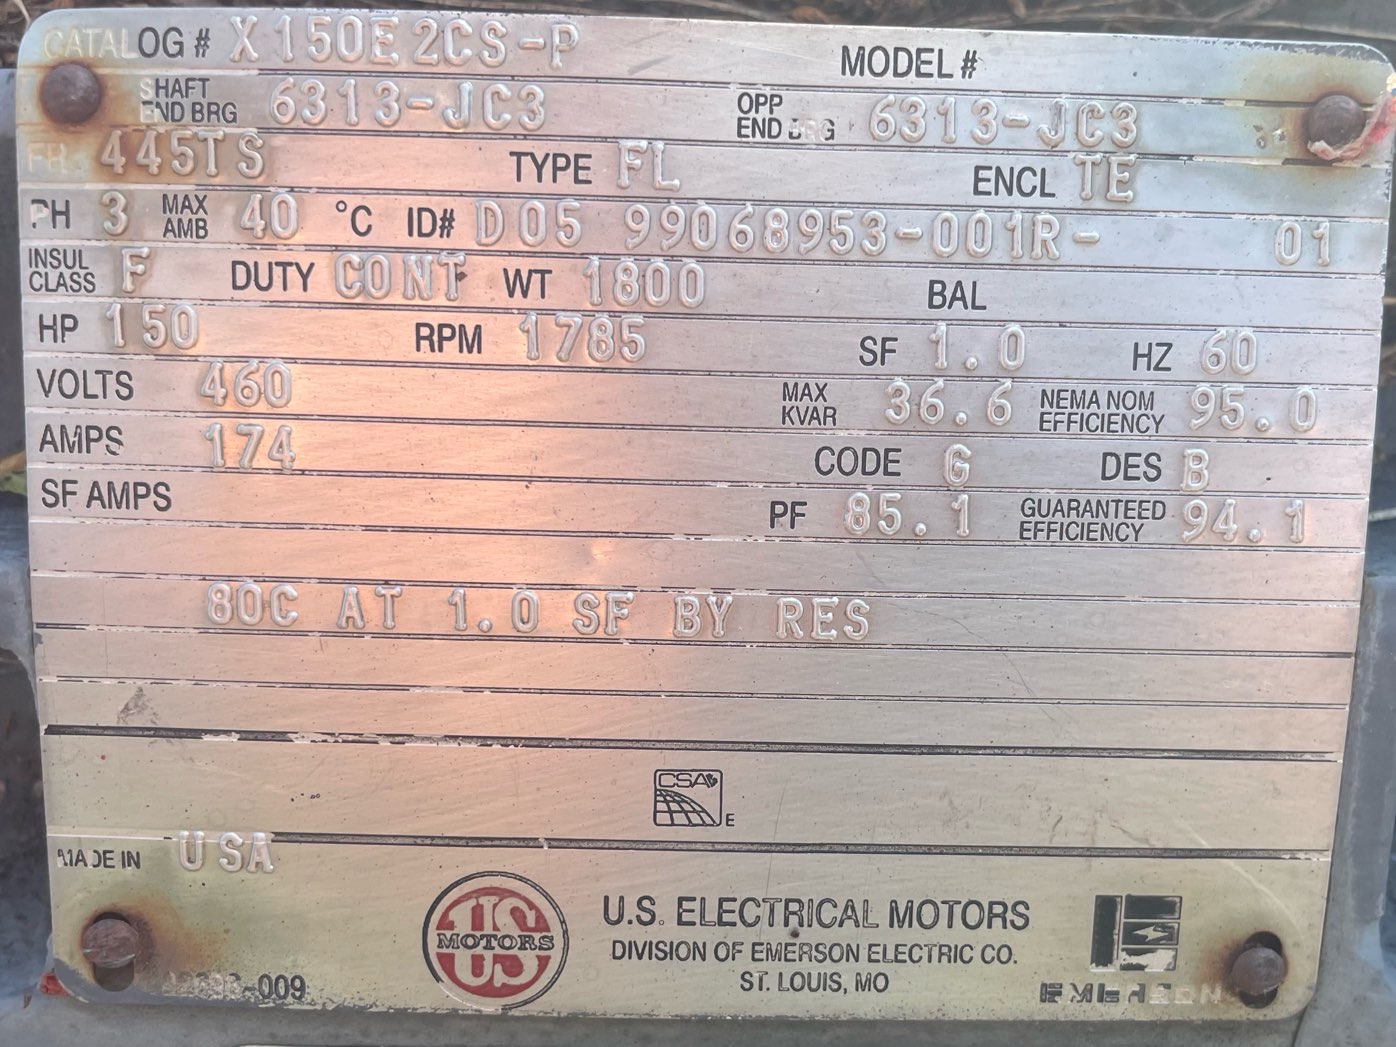 CATALOG # X150E2CS-P MODEL #
SHAFT END BRG 6313-JC3 OPP END BRG 6313-JC3
FR. 445TS TYPE FL ENCL TE
PH 3 MAX AMB 40 °C ID# D05 99068953-001R- 01
INSUL CLASS F DUTY CONT WT 1800 BAL
HP 150 RPM 1785 SF 1.0 HZ 60
VOLTS 460 MAX KVAR 36.6 NEMA NOM EFFICIENCY 95.0
AMPS 174 CODE G DES B
SF AMPS PF 85.1 GUARANTEED EFFICIENCY 94.1
80C AT 1.0 SF BY RES
CSA E
MADE IN USA
US MOTORS
U.S. ELECTRICAL MOTORS
DIVISION OF EMERSON ELECTRIC CO.
ST. LOUIS, MO
EMERSON
-009